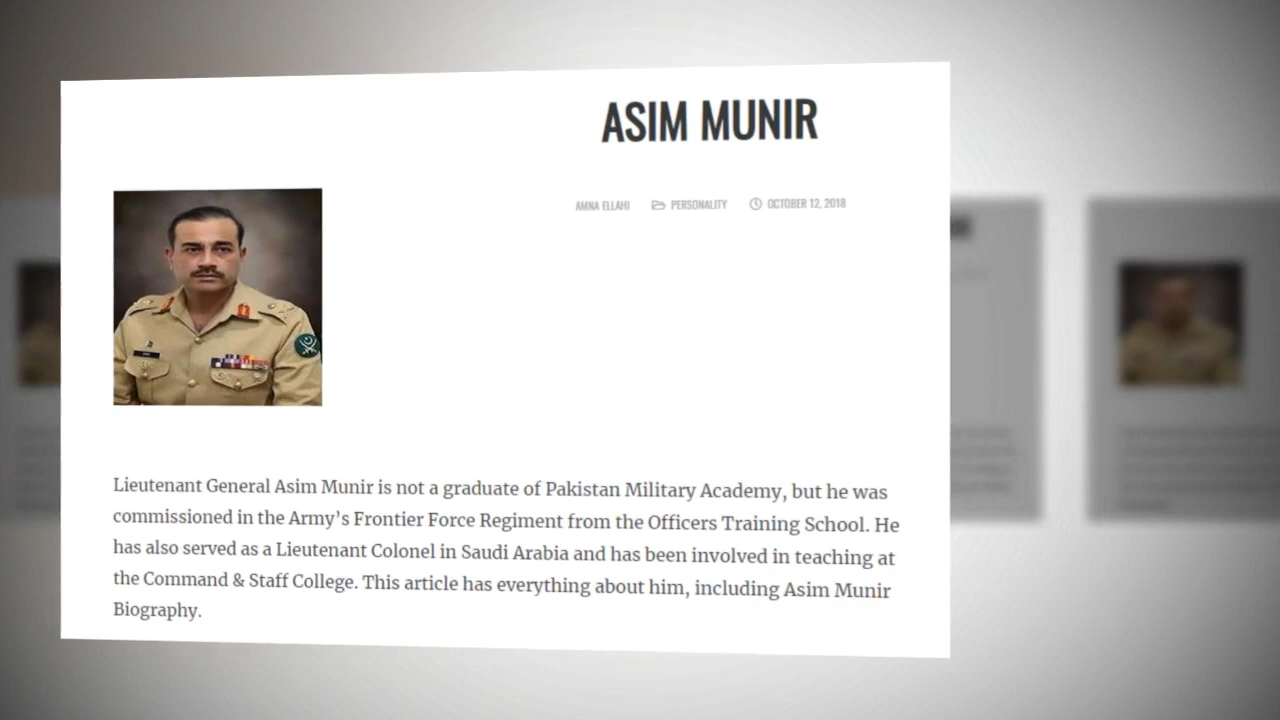 ASIM MUNIR
AMNA ELLAHI PERSONALITY OCTOBER 12, 2018
Lieutenant General Asim Munir is not a graduate of Pakistan Military Academy, but he was
commissioned in the Army’s Frontier Force Regiment from the Officers Training School. He
has also served as a Lieutenant Colonel in Saudi Arabia and has been involved in teaching at
the Command & Staff College. This article has everything about him, including Asim Munir
Biography.